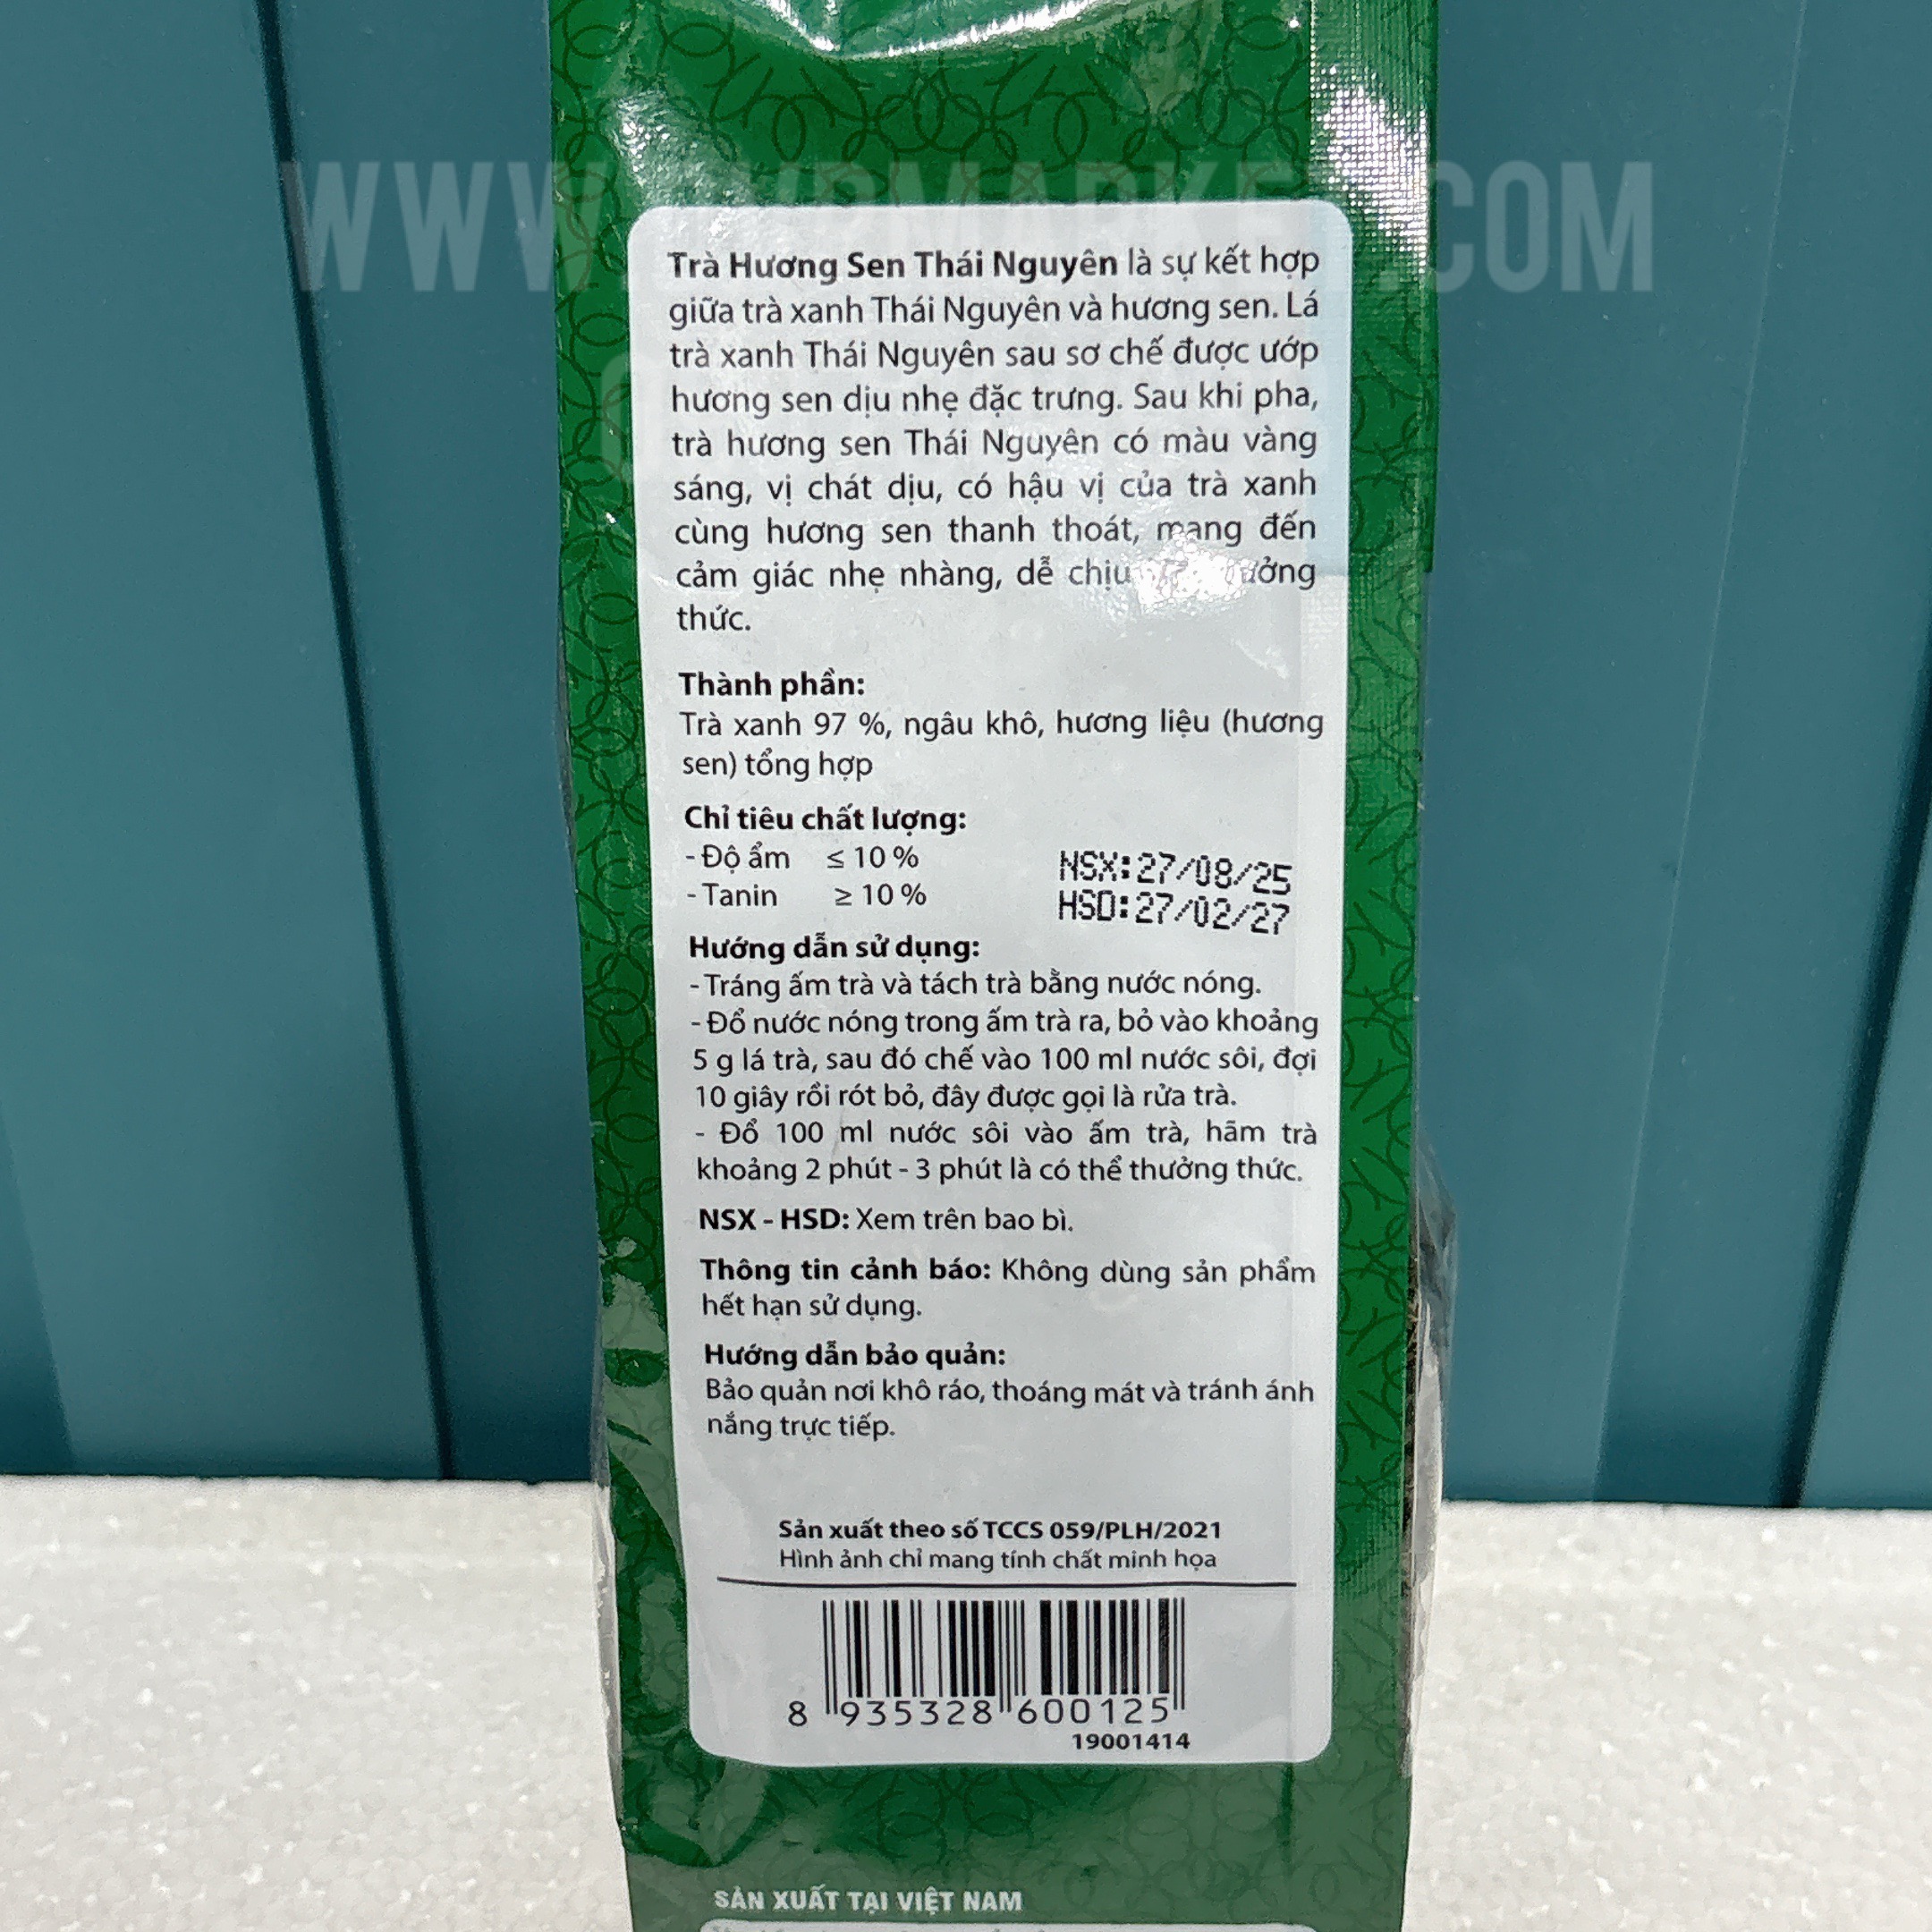 Trà Hương Sen Thái Nguyên là sự kết hợp
giữa trà xanh Thái Nguyên và hương sen. Lá
trà xanh Thái Nguyên sau sơ chế được ướp
hương sen dịu nhẹ đặc trưng. Sau khi pha,
trà hương sen Thái Nguyên có màu vàng
sáng, vị chát dịu, có hậu vị của trà xanh
cùng hương sen thanh thoát, mang đến
cảm giác nhẹ nhàng, dễ chịu
thức.
Thành phần:
Trà xanh 97 %, ngâu khô, hương liệu (hương
sen) tổng hợp
Chỉ tiêu chất lượng:
- Độ ẩm ≤ 10 %
- Tanin ≥ 10 %
NSX:27/08/25
HSD:27/02/27
Hướng dẫn sử dụng:
- Tráng ấm trà và tách trà bằng nước nóng.
- Đổ nước nóng trong ấm trà ra, bỏ vào khoảng
5 g lá trà, sau đó chế vào 100 ml nước sôi, đợi
10 giây rồi rót bỏ, đây được gọi là rửa trà.
- Đổ 100 ml nước sôi vào ấm trà, hãm trà
khoảng 2 phút - 3 phút là có thể thưởng thức.
NSX - HSD: Xem trên bao bì.
Thông tin cảnh báo: Không dùng sản phẩm
hết hạn sử dụng.
Hướng dẫn bảo quản:
Bảo quản nơi khô ráo, thoáng mát và tránh ánh
nắng trực tiếp.
Sản xuất theo số TCCS 059/PLH/2021
Hình ảnh chỉ mang tính chất minh họa
8 935328 600125
19001414
SẢN XUẤT TẠI VIỆT NAM